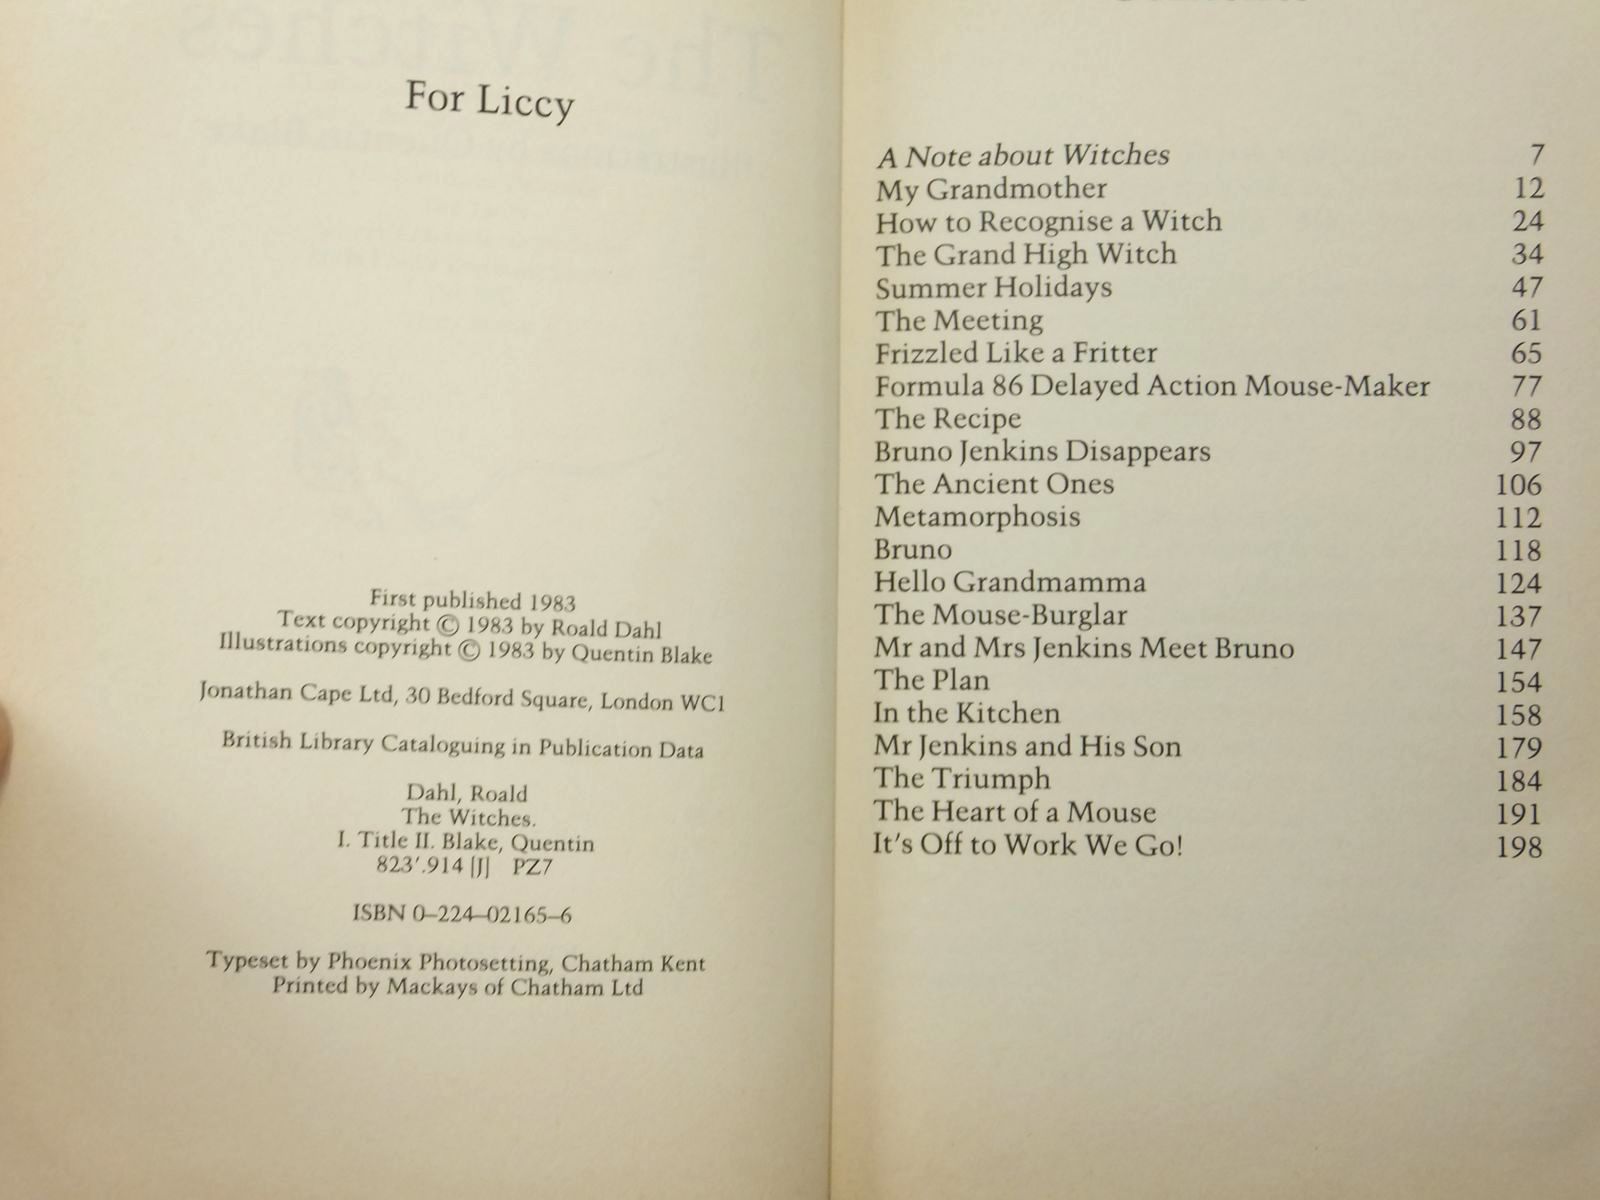 For Liccy
First published 1983
Text copyright © 1983 by Roald Dahl
Illustrations copyright © 1983 by Quentin Blake
Jonathan Cape Ltd, 30 Bedford Square, London WC1
British Library Cataloguing in Publication Data
Dahl, Roald
The Witches.
I. Title II. Blake, Quentin
823'.914 [J] PZ7
ISBN 0–224–02165–6
Typeset by Phoenix Photosetting, Chatham Kent
Printed by Mackays of Chatham Ltd
A Note about Witches 7
My Grandmother 12
How to Recognise a Witch 24
The Grand High Witch 34
Summer Holidays 47
The Meeting 61
Frizzled Like a Fritter 65
Formula 86 Delayed Action Mouse-Maker 77
The Recipe 88
Bruno Jenkins Disappears 97
The Ancient Ones 106
Metamorphosis 112
Bruno 118
Hello Grandmamma 124
The Mouse-Burglar 137
Mr and Mrs Jenkins Meet Bruno 147
The Plan 154
In the Kitchen 158
Mr Jenkins and His Son 179
The Triumph 184
The Heart of a Mouse 191
It's Off to Work We Go! 198